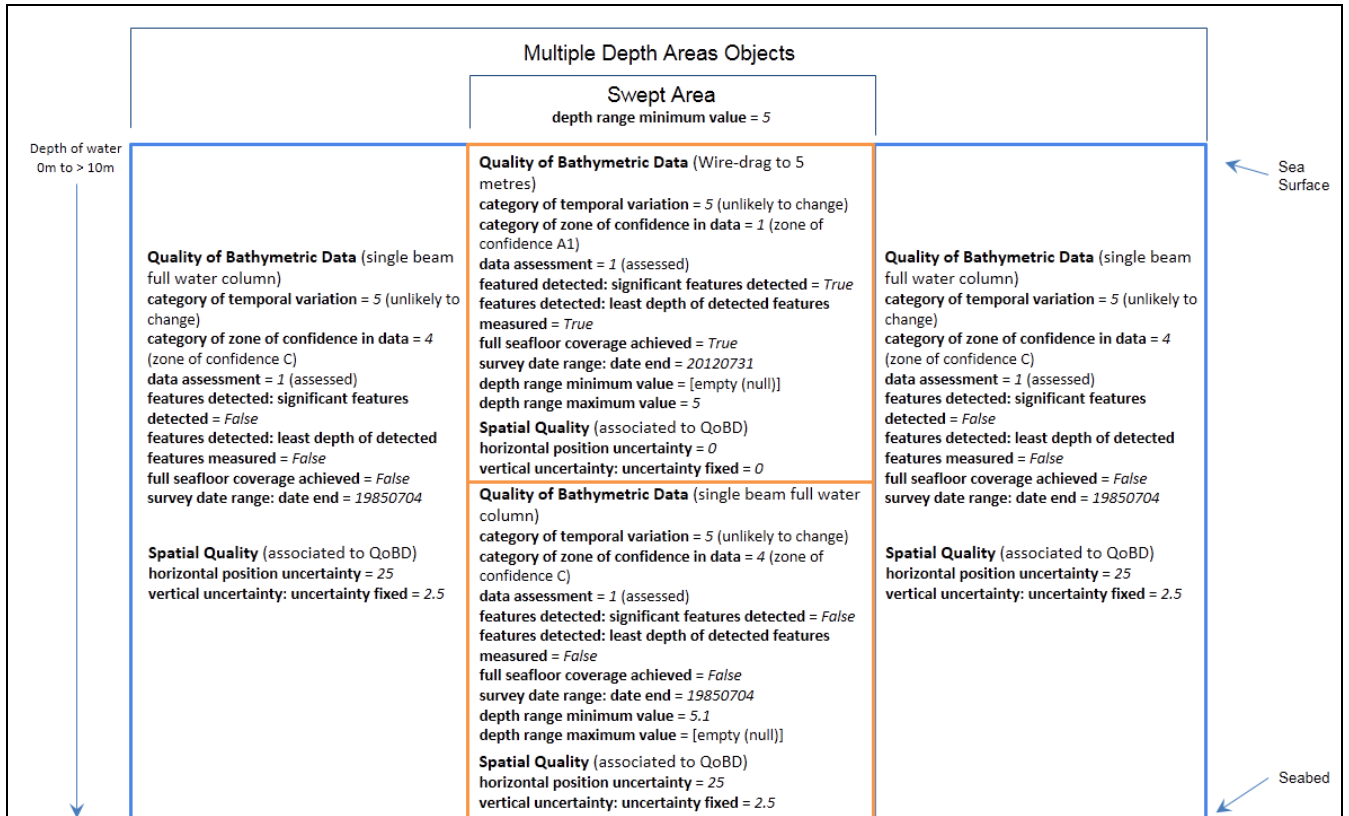 Multiple Depth Areas Objects
Swept Area
depth range minimum value = 5
Depth of water
0m to > 10m
Sea
Surface
Quality of Bathymetric Data (single beam
full water column)
category of temporal variation = 5 (unlikely to
change)
category of zone of confidence in data = 4
(zone of confidence C)
data assessment = 1 (assessed)
features detected: significant features
detected = False
features detected: least depth of detected
features measured = False
full seafloor coverage achieved = False
survey date range: date end = 19850704
Spatial Quality (associated to QoBD)
horizontal position uncertainty = 25
vertical uncertainty: uncertainty fixed = 2.5
Quality of Bathymetric Data (Wire-drag to 5
metres)
category of temporal variation = 5 (unlikely to change)
category of zone of confidence in data = 1 (zone of
confidence A1)
data assessment = 1 (assessed)
featured detected: significant features detected = True
features detected: least depth of detected features
measured = True
full seafloor coverage achieved = True
survey date range: date end = 20120731
depth range minimum value = [empty (null)]
depth range maximum value = 5
Spatial Quality (associated to QoBD)
horizontal position uncertainty = 0
vertical uncertainty: uncertainty fixed = 0
Quality of Bathymetric Data (single beam full water
column)
category of temporal variation = 5 (unlikely to change)
category of zone of confidence in data = 4 (zone of
confidence C)
data assessment = 1 (assessed)
features detected: significant features detected = False
features detected: least depth of detected features
measured = False
full seafloor coverage achieved = False
survey date range: date end = 19850704
depth range minimum value = 5.1
depth range maximum value = [empty (null)]
Spatial Quality (associated to QoBD)
horizontal position uncertainty = 25
vertical uncertainty: uncertainty fixed = 2.5
Quality of Bathymetric Data (single beam
full water column)
category of temporal variation = 5 (unlikely to
change)
category of zone of confidence in data = 4
(zone of confidence C)
data assessment = 1 (assessed)
features detected: significant features
detected = False
features detected: least depth of detected
features measured = False
full seafloor coverage achieved = False
survey date range: date end = 19850704
Spatial Quality (associated to QoBD)
horizontal position uncertainty = 25
vertical uncertainty: uncertainty fixed = 2.5
Seabed